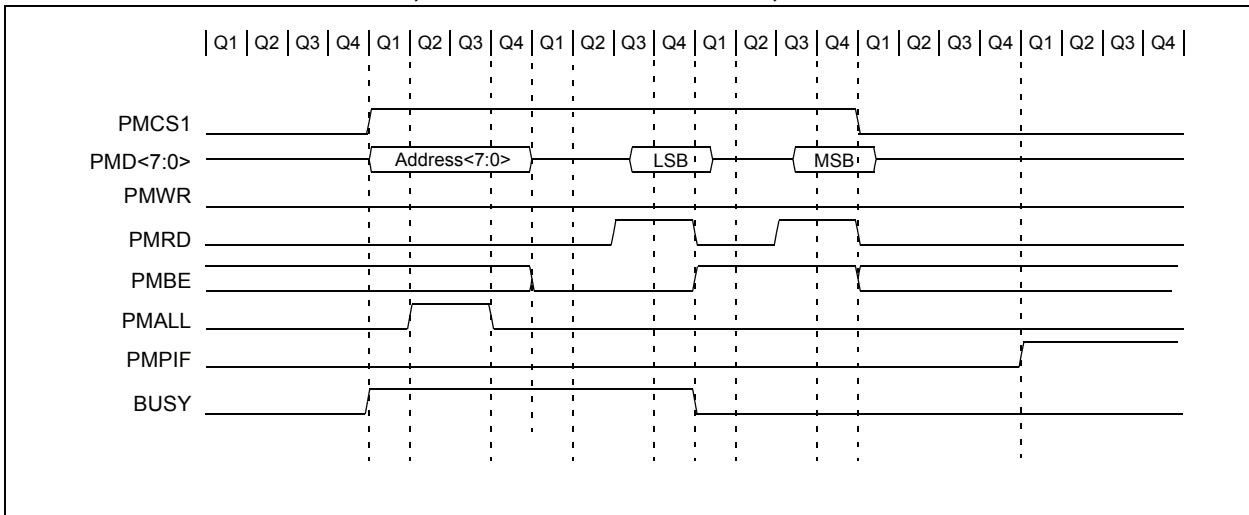 Q1 Q2 Q3 Q4 Q1 Q2 Q3 Q4 Q1 Q2 Q3 Q4 Q1 Q2 Q3 Q4 Q1 Q2 Q3 Q4 Q1 Q2 Q3 Q4
PMCS1
PMD<7:0> Address<7:0> LSB MSB
PMWR
PMRD
PMBE
PMALL
PMPIF
BUSY